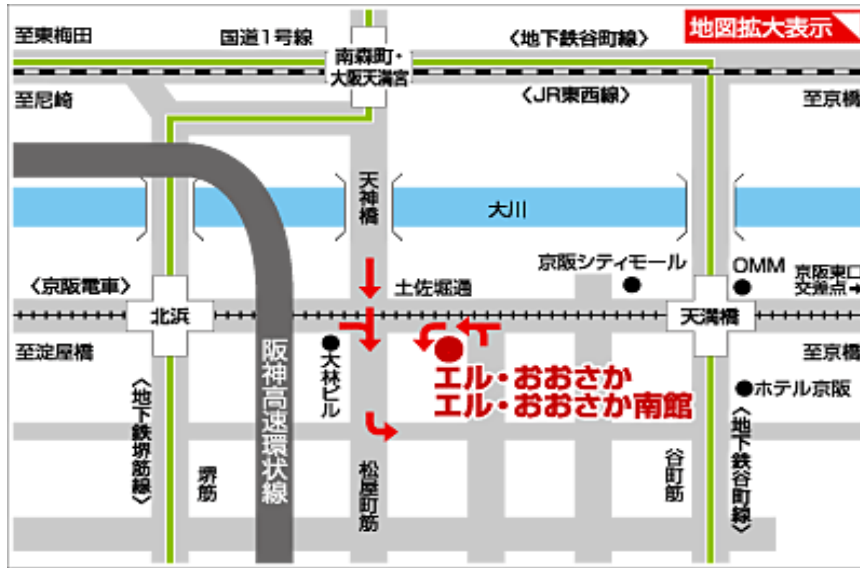 至東梅田
国道1号線
〈地下鉄谷町線〉
地図拡大表示
南森町・
大阪天満宮
至尼崎
〈JR東西線〉
至京橋
天神橋
大川
京阪シティモール
OMM
京阪東口
交差点→
〈京阪電車〉
土佐堀通
北浜
天満橋
至淀屋橋
大林ビル
至京橋
阪神高速環状線
エル・おおさか
エル・おおさか南館
ホテル京阪
〈地下鉄堺筋線〉
堺筋
松屋町筋
谷町筋
〈地下鉄谷町線〉